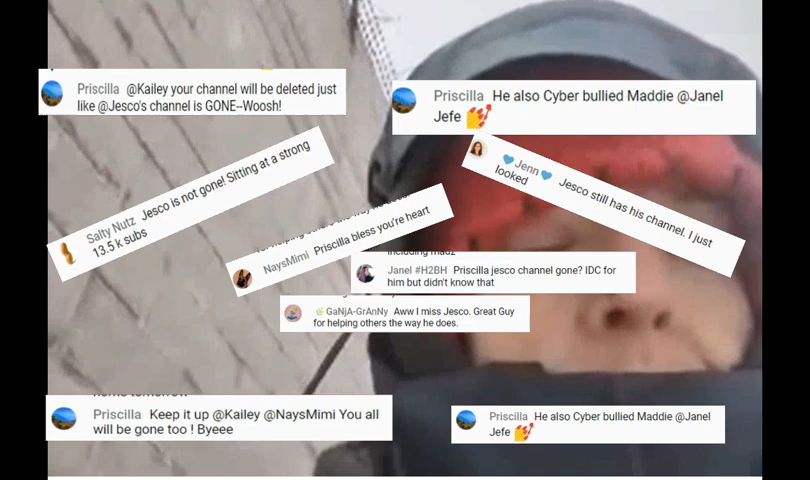 Priscilla @Kailey your channel will be deleted just
like @Jesco's channel is GONE--Woosh!
Priscilla He also Cyber bullied Maddie @Janel
Jefe
Salty Nutz Jesco is not gone! Sitting at a strong
13.5 k subs
Jenn Jesco still has his channel. I just
looked
NaysMimi Priscilla bless you're heart
including madz
Janel #H2BH Priscilla jesco channel gone? IDC for
him but didn't know that
GaNjA-GrAnNy Aww I miss Jesco. Great Guy
for helping others the way he does.
Priscilla Keep it up @Kailey @NaysMimi You all
will be gone too ! Byeee
Priscilla He also Cyber bullied Maddie @Janel
Jefe